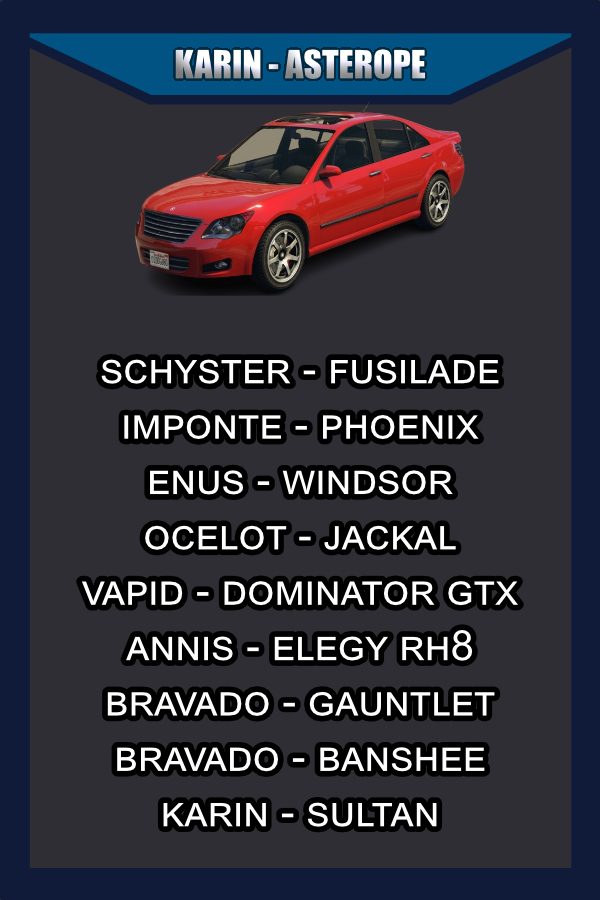 KARIN - ASTEROPE
SCHYSTER - FUSILADE
IMPONTE - PHOENIX
ENUS - WINDSOR
OCELOT - JACKAL
VAPID - DOMINATOR GTX
ANNIS - ELEGY RH8
BRAVADO - GAUNTLET
BRAVADO - BANSHEE
KARIN - SULTAN